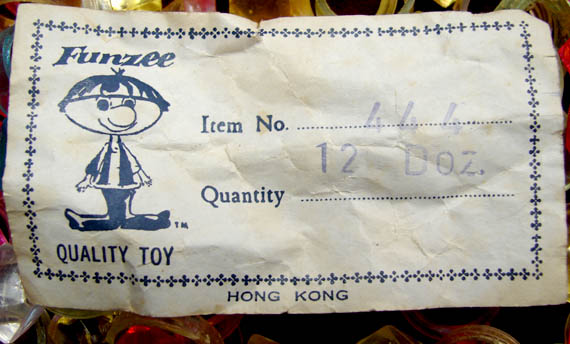 Funzee
Item No. 444
12 Doz.
Quantity
TM
QUALITY TOY
HONG KONG